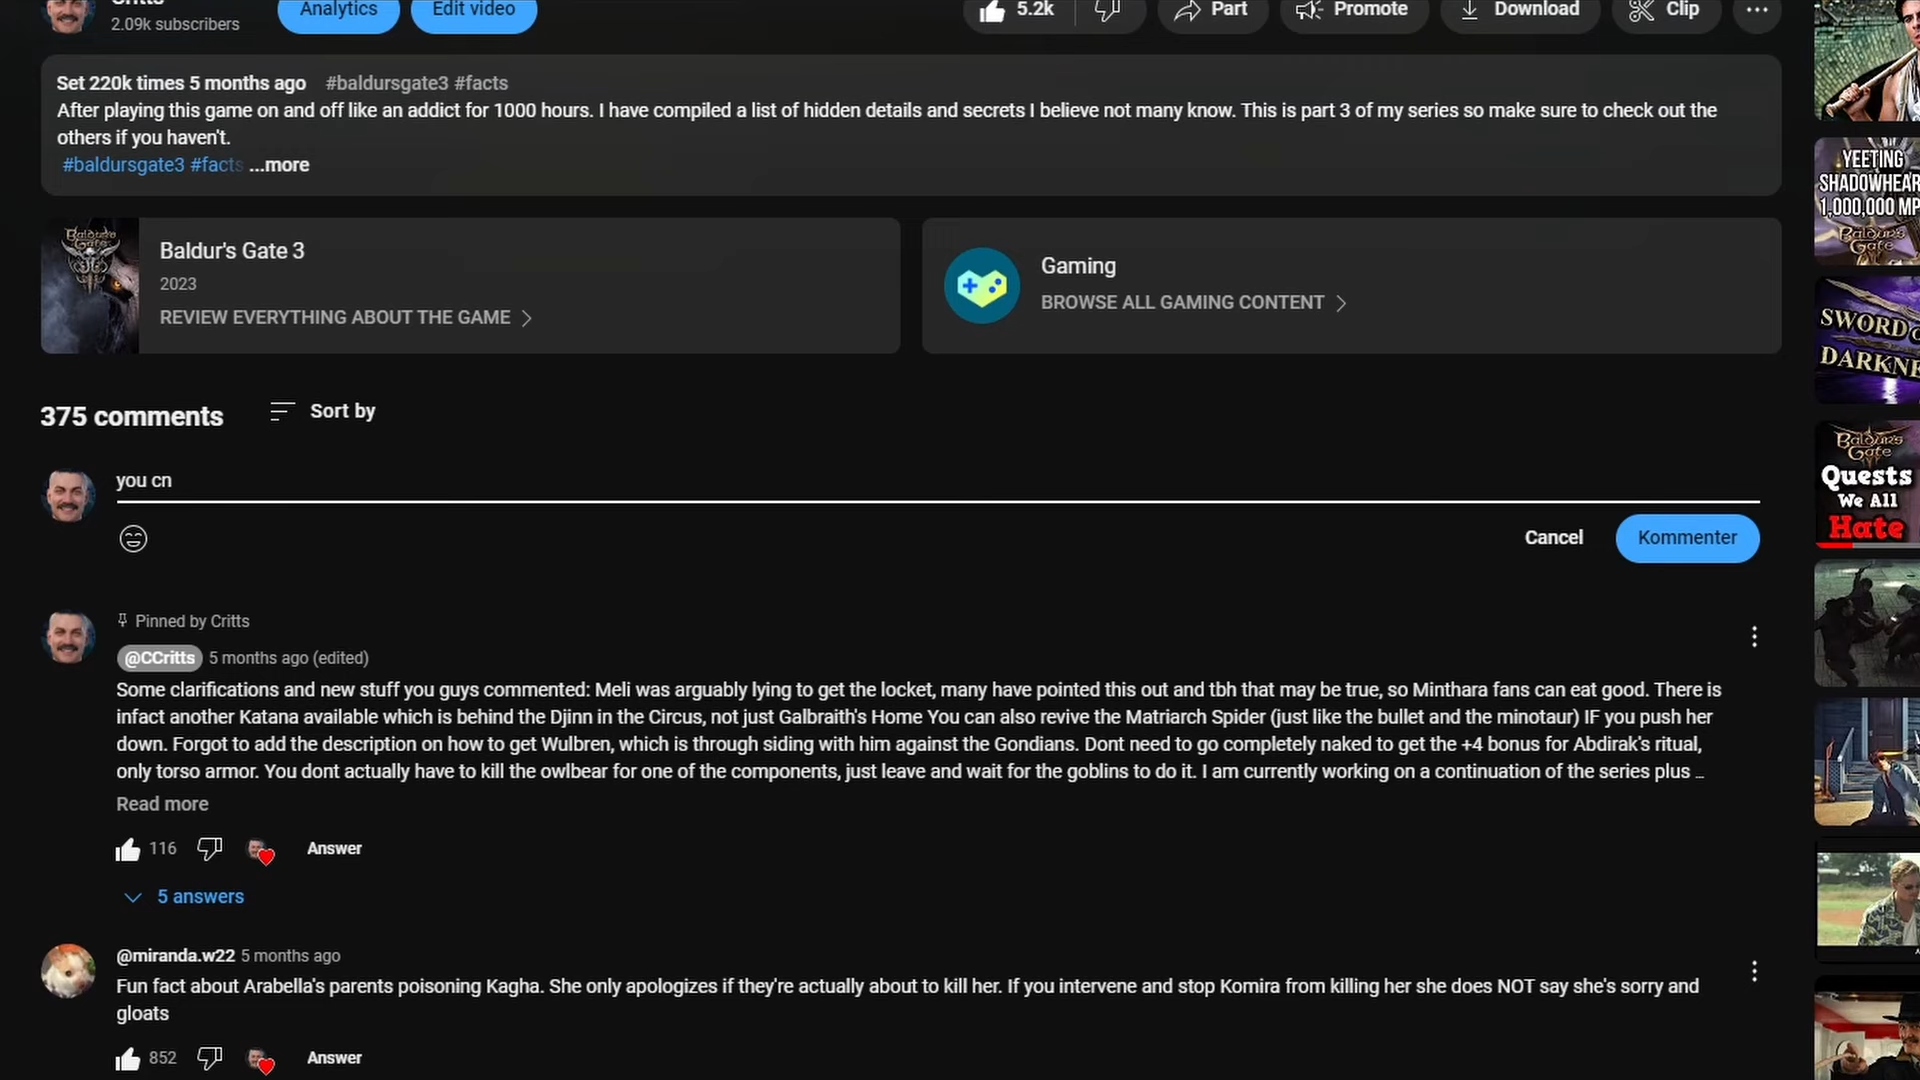 Critts
2.09k subscribers
Analytics
Edit video
5.2k
Part
Promote
Download
Clip
Set 220k times 5 months ago #baldursgate3 #facts
After playing this game on and off like an addict for 1000 hours. I have compiled a list of hidden details and secrets I believe not many know. This is part 3 of my series so make sure to check out the
others if you haven't.
#baldursgate3 #facts ...more
Baldur's Gate 3
2023
REVIEW EVERYTHING ABOUT THE GAME
Gaming
BROWSE ALL GAMING CONTENT
375 comments
Sort by
you cn
Cancel
Kommenter
Pinned by Critts
@CCritts 5 months ago (edited)
Some clarifications and new stuff you guys commented: Meli was arguably lying to get the locket, many have pointed this out and tbh that may be true, so Minthara fans can eat good. There is
infact another Katana available which is behind the Djinn in the Circus, not just Galbraith's Home You can also revive the Matriarch Spider (just like the bullet and the minotaur) IF you push her
down. Forgot to add the description on how to get Wulbren, which is through siding with him against the Gondians. Dont need to go completely naked to get the +4 bonus for Abdirak's ritual,
only torso armor. You dont actually have to kill the owlbear for one of the components, just leave and wait for the goblins to do it. I am currently working on a continuation of the series plus ...
Read more
116
Answer
5 answers
@miranda.w22 5 months ago
Fun fact about Arabella's parents poisoning Kagha. She only apologizes if they're actually about to kill her. If you intervene and stop Komira from killing her she does NOT say she's sorry and
gloats
852
Answer
YEETING
SHADOWHEAR
1,000,000 MP
Baldur's
Gate
SWORD O
DARKNE
Baldur's
Gate
Quests
We All
Hate
Baldur's
Gate